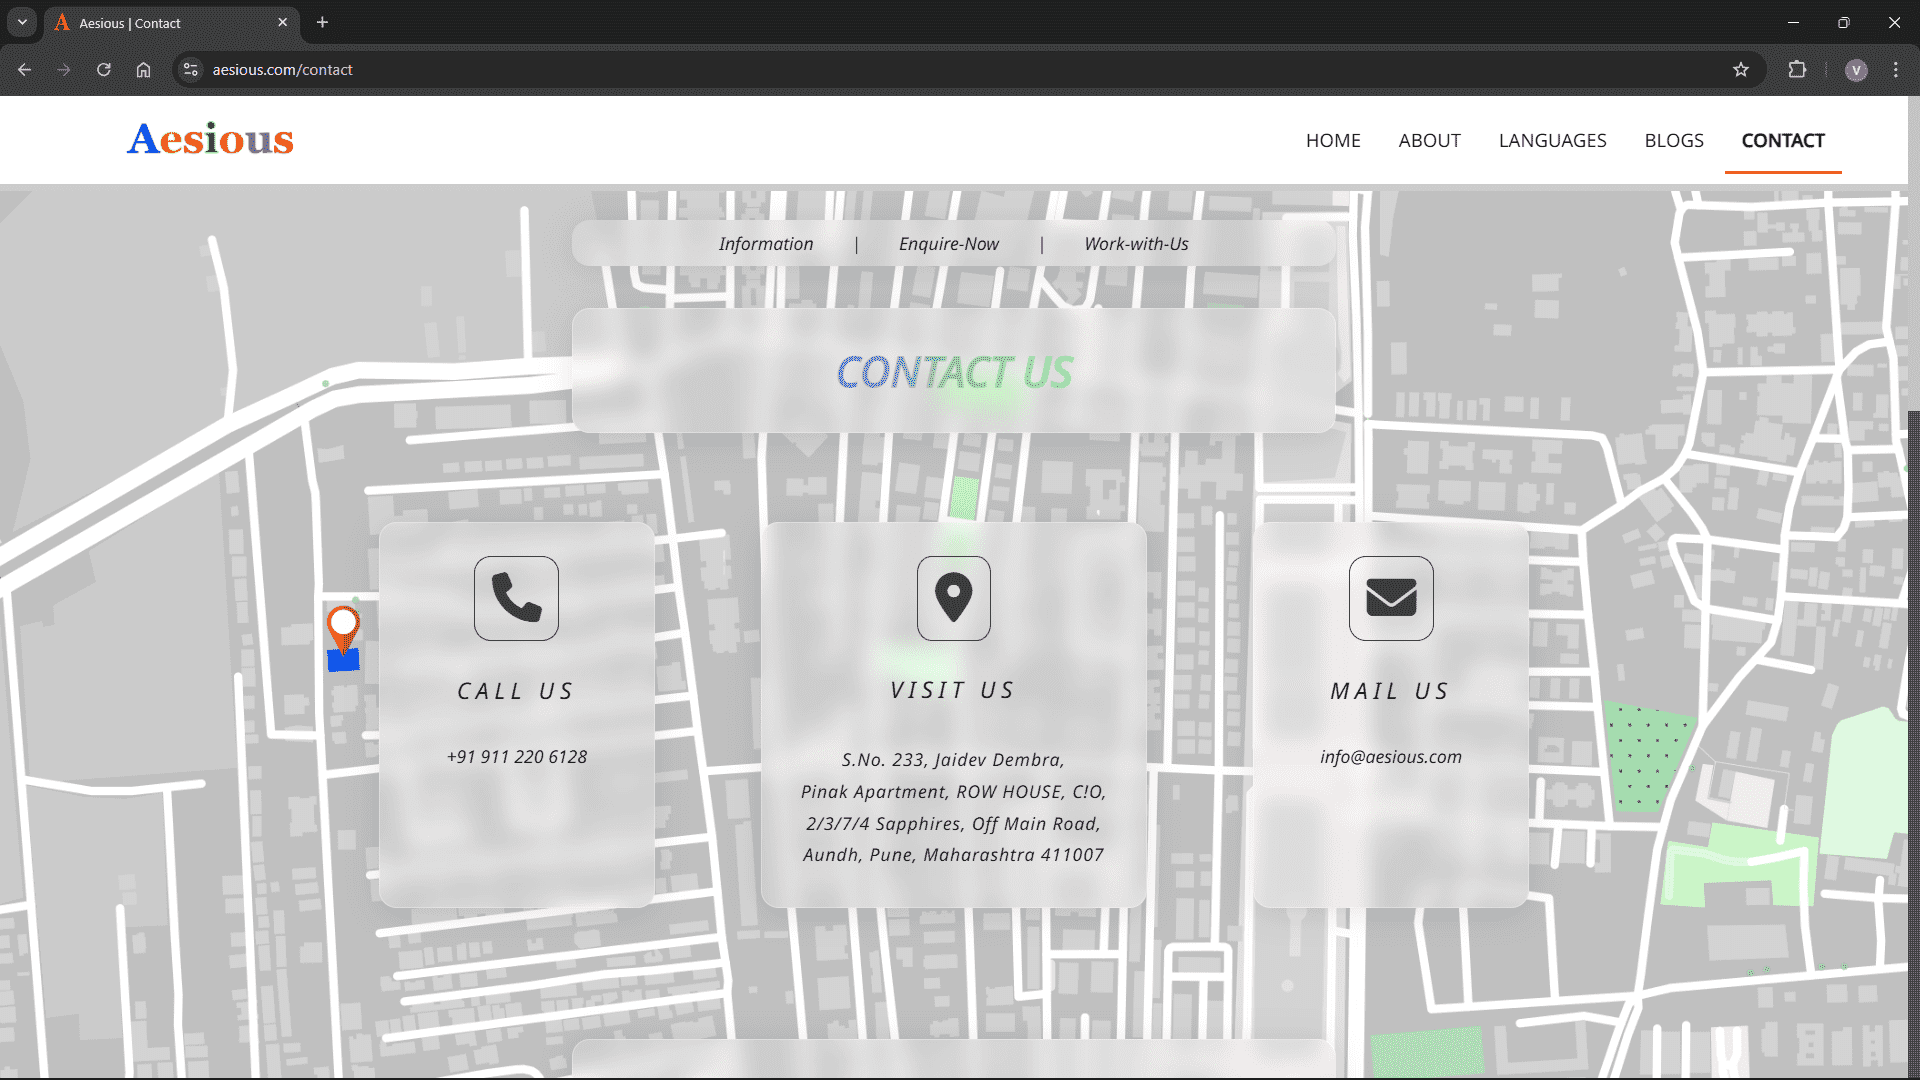 Aesious | Contact
aesious.com/contact
V
Aesious
HOME ABOUT LANGUAGES BLOGS CONTACT
Information | Enquire-Now | Work-with-Us
CONTACT US
CALL US
+91 911 220 6128
VISIT US
S.No. 233, Jaidev Dembra,
Pinak Apartment, ROW HOUSE, C!O,
2/3/7/4 Sapphires, Off Main Road,
Aundh, Pune, Maharashtra 411007
MAIL US
info@aesious.com